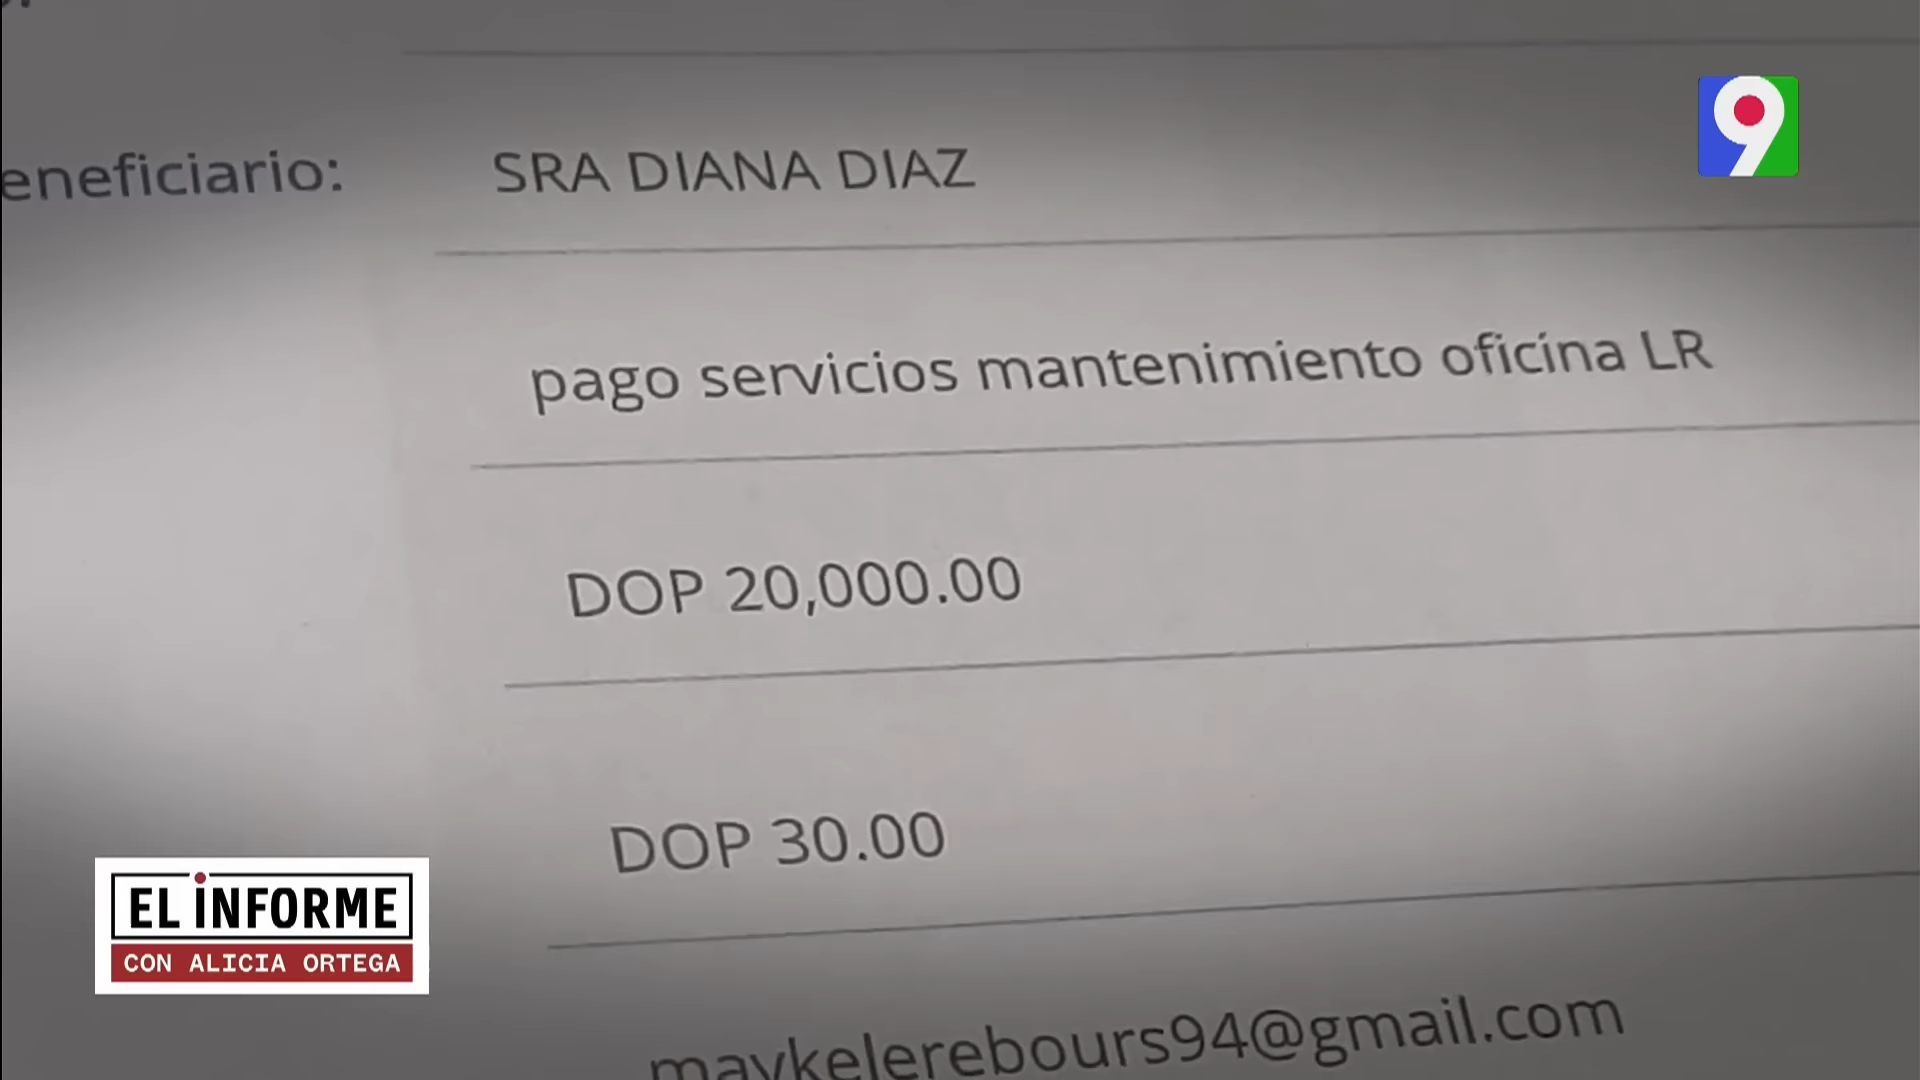 9
eneficiario: SRA DIANA DIAZ
pago servicios mantenimiento oficina LR
DOP 20,000.00
DOP 30.00
maykelerebours94@gmail.com
EL INFORME
CON ALICIA ORTEGA